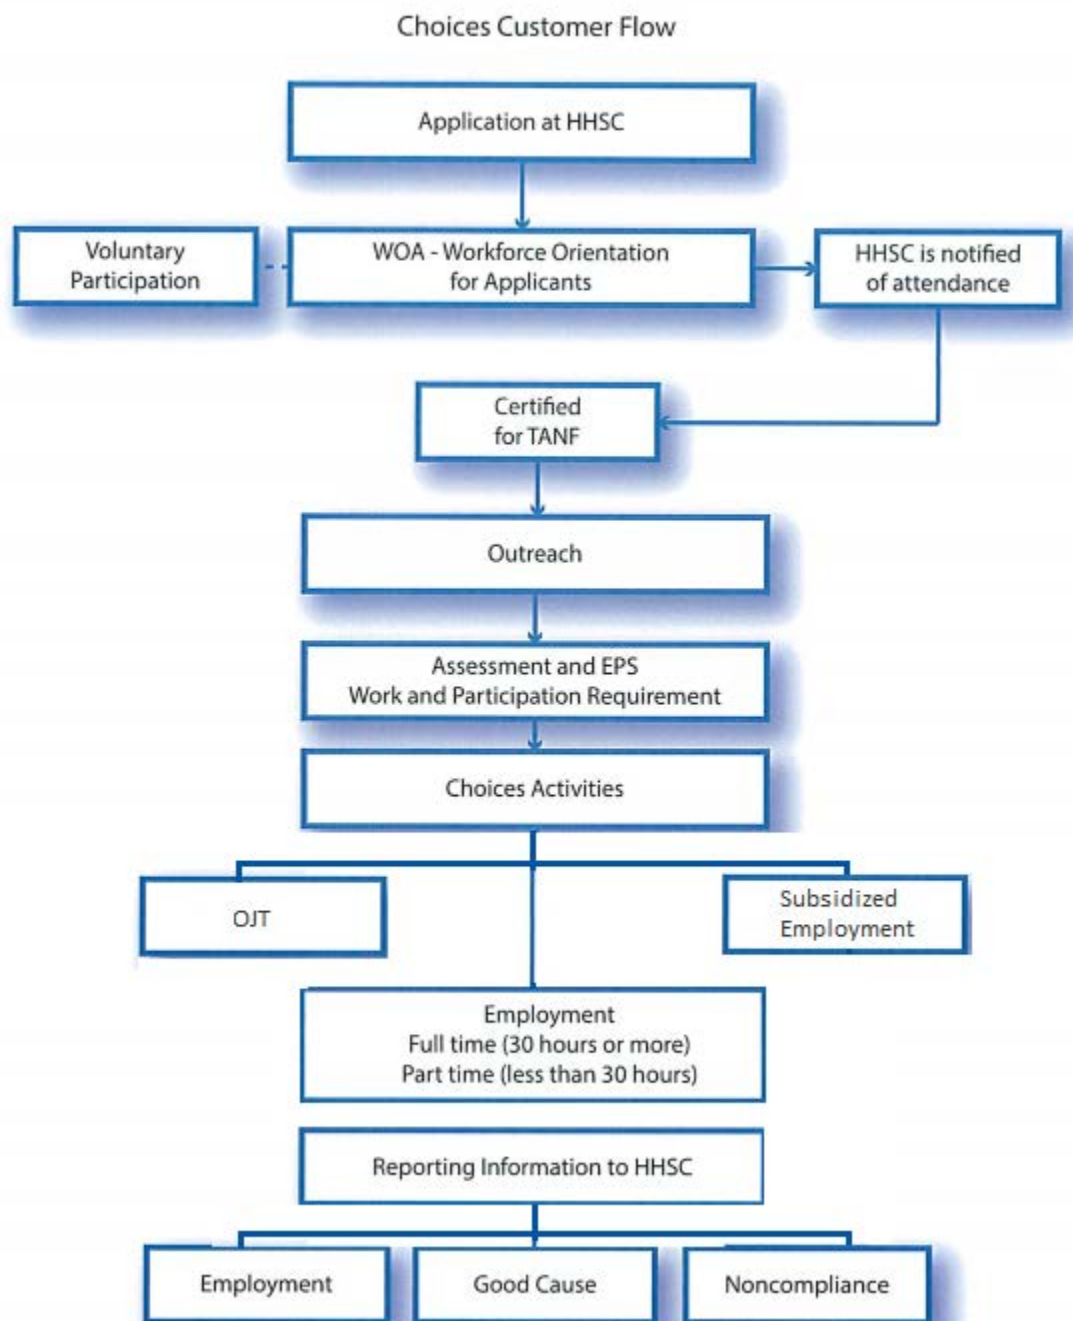 Choices Customer Flow
Application at HHSC
Voluntary
Participation
WOA - Workforce Orientation
for Applicants
HHSC is notified
of attendance
Certified
for TANF
Outreach
Assessment and EPS
Work and Participation Requirement
Choices Activities
OJT
Subsidized
Employment
Employment
Full time (30 hours or more)
Part time (less than 30 hours)
Reporting Information to HHSC
Employment
Good Cause
Noncompliance